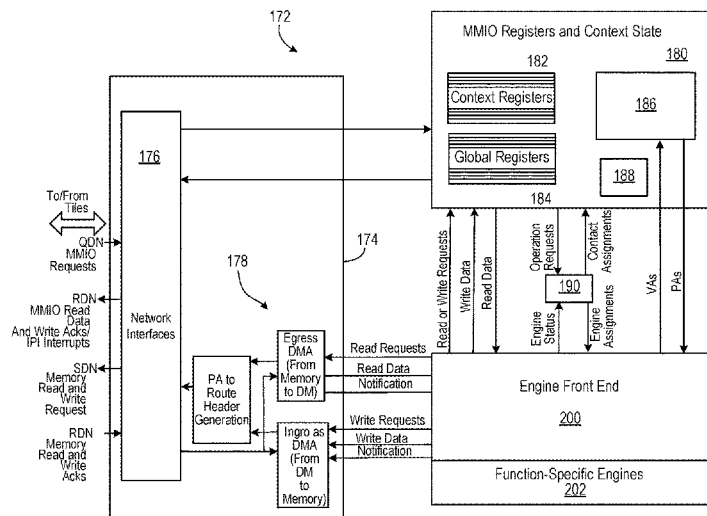 172
MMIO Registers and Context State
180
182
Context Registers
186
Global Registers
188
184
176
To/From
Tiles
QDN
MMIO
Requests
RDN
MMIO Read
Data
And Write Acks/
IPI Interrupts
SDN
Memory
Read and
Write
Request
RDN
Memory
Read and
Write
Acks
Network
Interfaces
174
178
PA to
Route
Header
Generation
Egress
DMA
(From
Memory
to DM)
Ingro as
DMA
(From DM
to
Memory)
Read Requests
Read Data
Notification
Write Requests
Write Data
Notification
Read or Write Requests
Write Data
Read Data
Operation
Requests
Contact
Assignments
190
Engine
Status
Engine
Assignments
VAs
PAs
Engine Front End
200
Function-Specific Engines
202